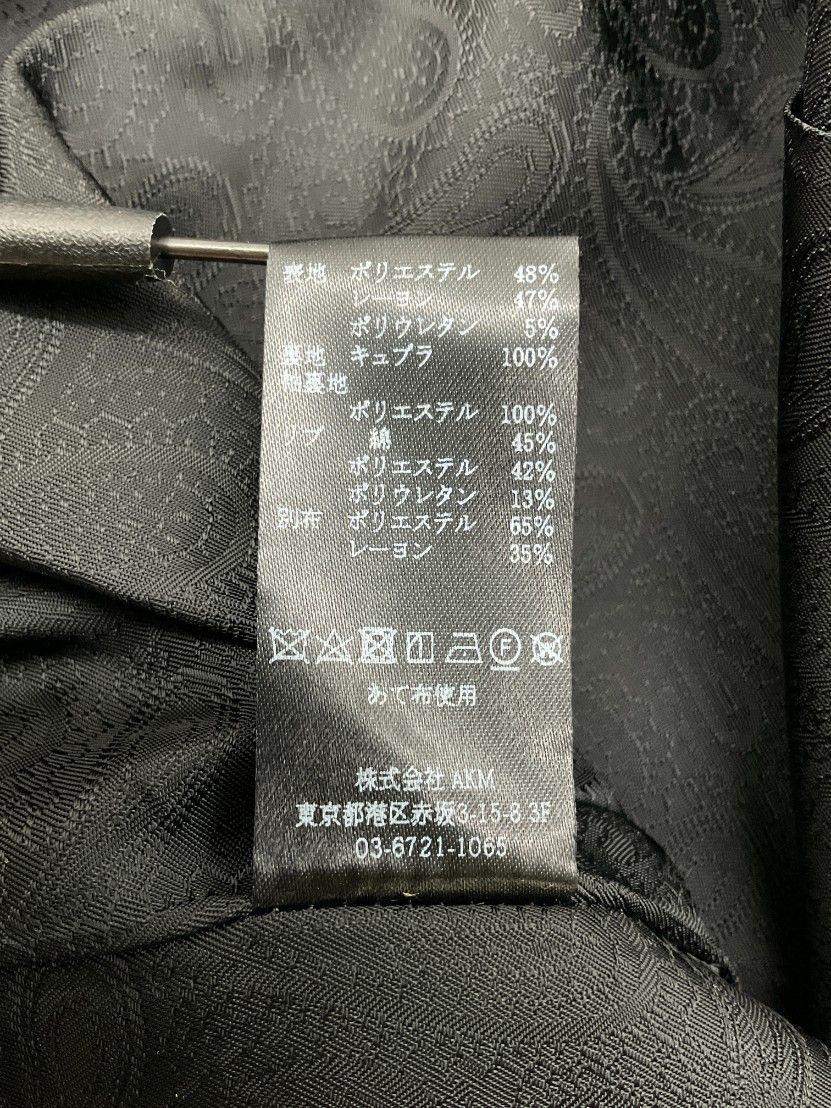 表地 ポリエステル 48%
レーヨン 47%
ポリウレタン 5%
裏地 キュプラ 100%
袖裏地
ポリエステル 100%
リブ 綿 45%
ポリエステル 42%
ポリウレタン 13%
別布 ポリエステル 65%
レーヨン 35%
F W
あて布使用
株式会社 AKM
東京都港区赤坂3-15-8 3F
03-6721-1065